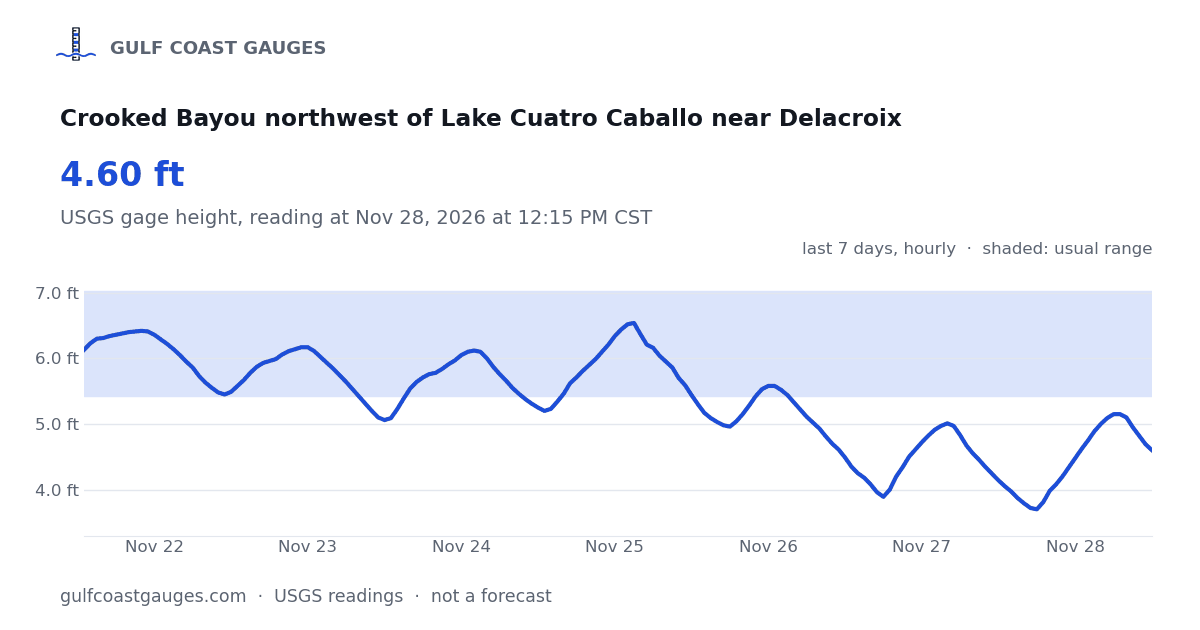 GULF COAST GAUGES
Crooked Bayou northwest of Lake Cuatro Caballo near Delacroix
4.60 ft
USGS gage height, reading at Nov 28, 2026 at 12:15 PM CST
last 7 days, hourly · shaded: usual range
7.0 ft
6.0 ft
5.0 ft
4.0 ft
Nov 22 Nov 23 Nov 24 Nov 25 Nov 26 Nov 27 Nov 28
gulfcoastgauges.com · USGS readings · not a forecast